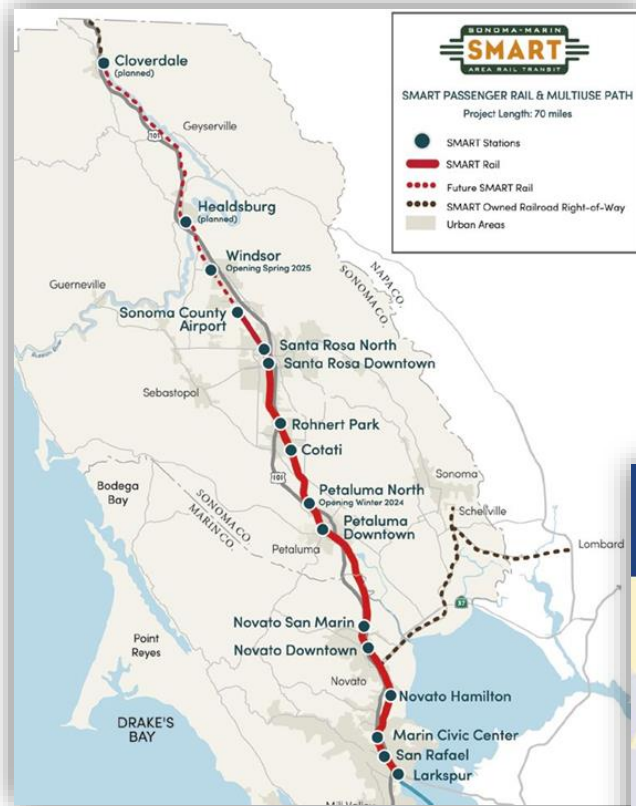 SONOMA-MARIN
SMART
AREA RAIL TRANSIT
SMART PASSENGER RAIL & MULTIUSE PATH
Project Length: 70 miles
SMART Stations
SMART Rail
Future SMART Rail
SMART Owned Railroad Right-of-Way
Urban Areas
Cloverdale
(planned)
101
Geyserville
Healdsburg
(planned)
Windsor
Opening Spring 2025
NAPA CO.
SONOMA CO.
Guerneville
Sonoma County
Airport
Russian River
Santa Rosa North
Santa Rosa Downtown
Sebastopol
Rohnert Park
Cotati
101
Sonoma
Bodega
Bay
SONOMA CO.
MARIN CO.
Petaluma North
Opening Winter 2024
Schellville
Petaluma
Downtown
Petaluma
Lombard
37
Novato San Marin
Point
Reyes
Novato Downtown
Novato
Novato Hamilton
DRAKE'S
BAY
Marin Civic Center
San Rafael
Larkspur
Mill Valley